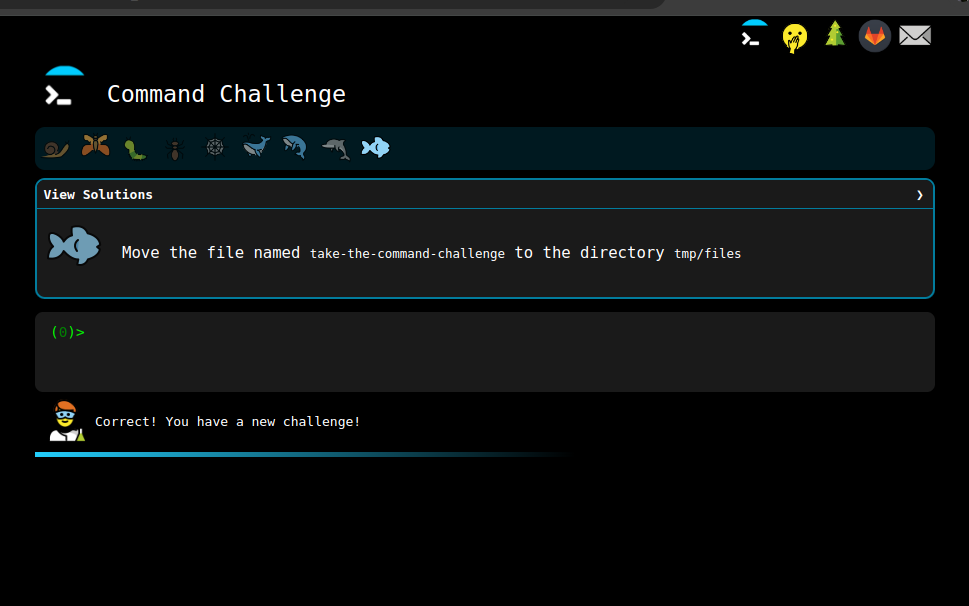 Command Challenge
View Solutions ❯
Move the file named take-the-command-challenge to the directory tmp/files
(0)>
Correct! You have a new challenge!